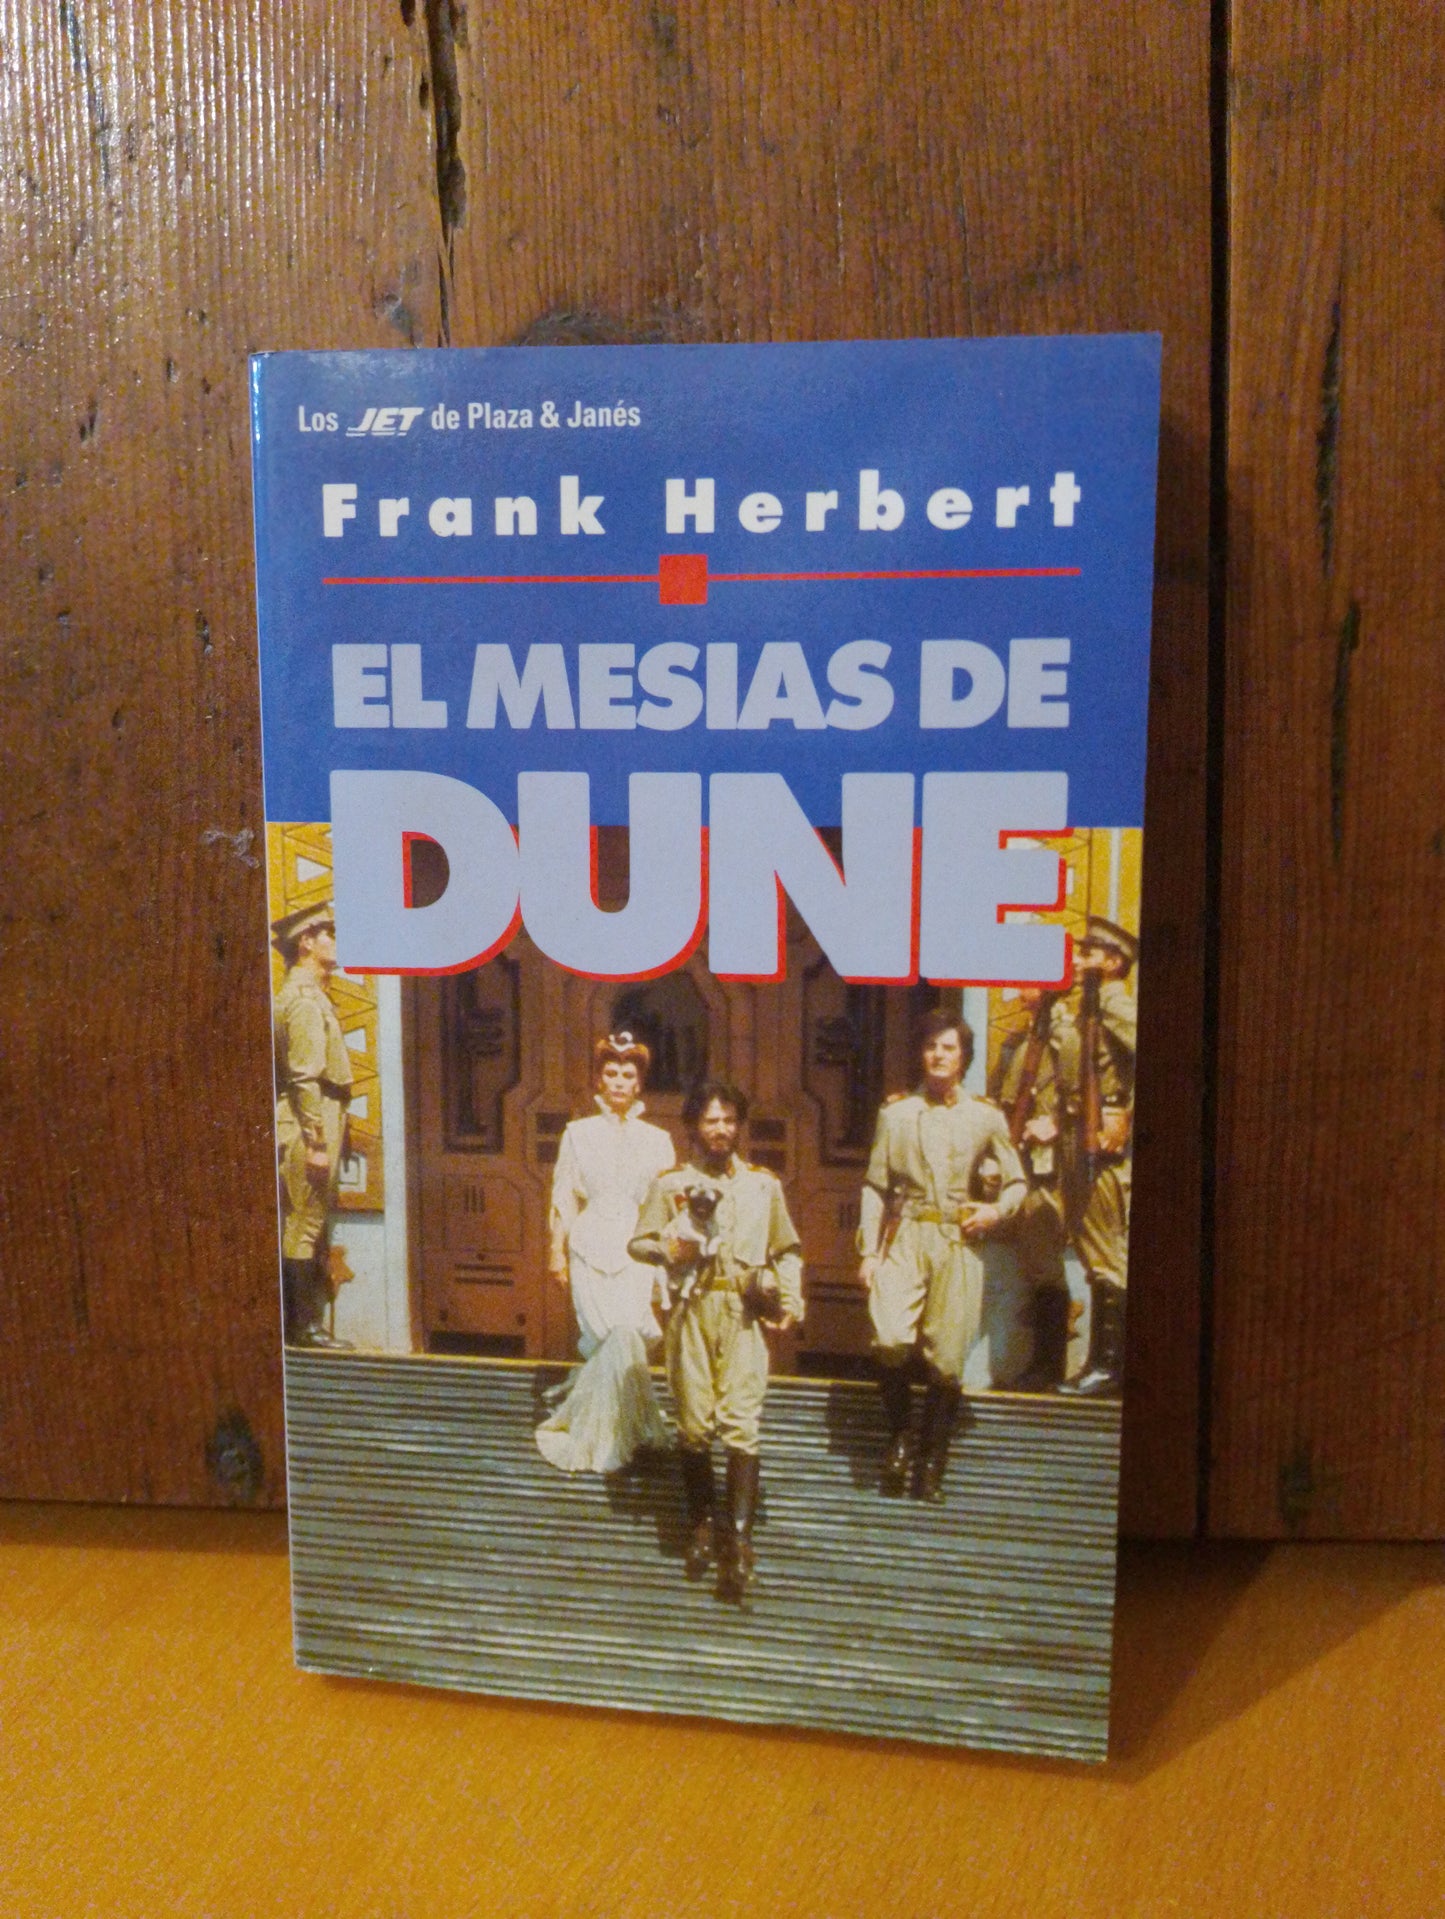 Los JET de Plaza & Janés
Frank Herbert
EL MESIAS DE
DUNE